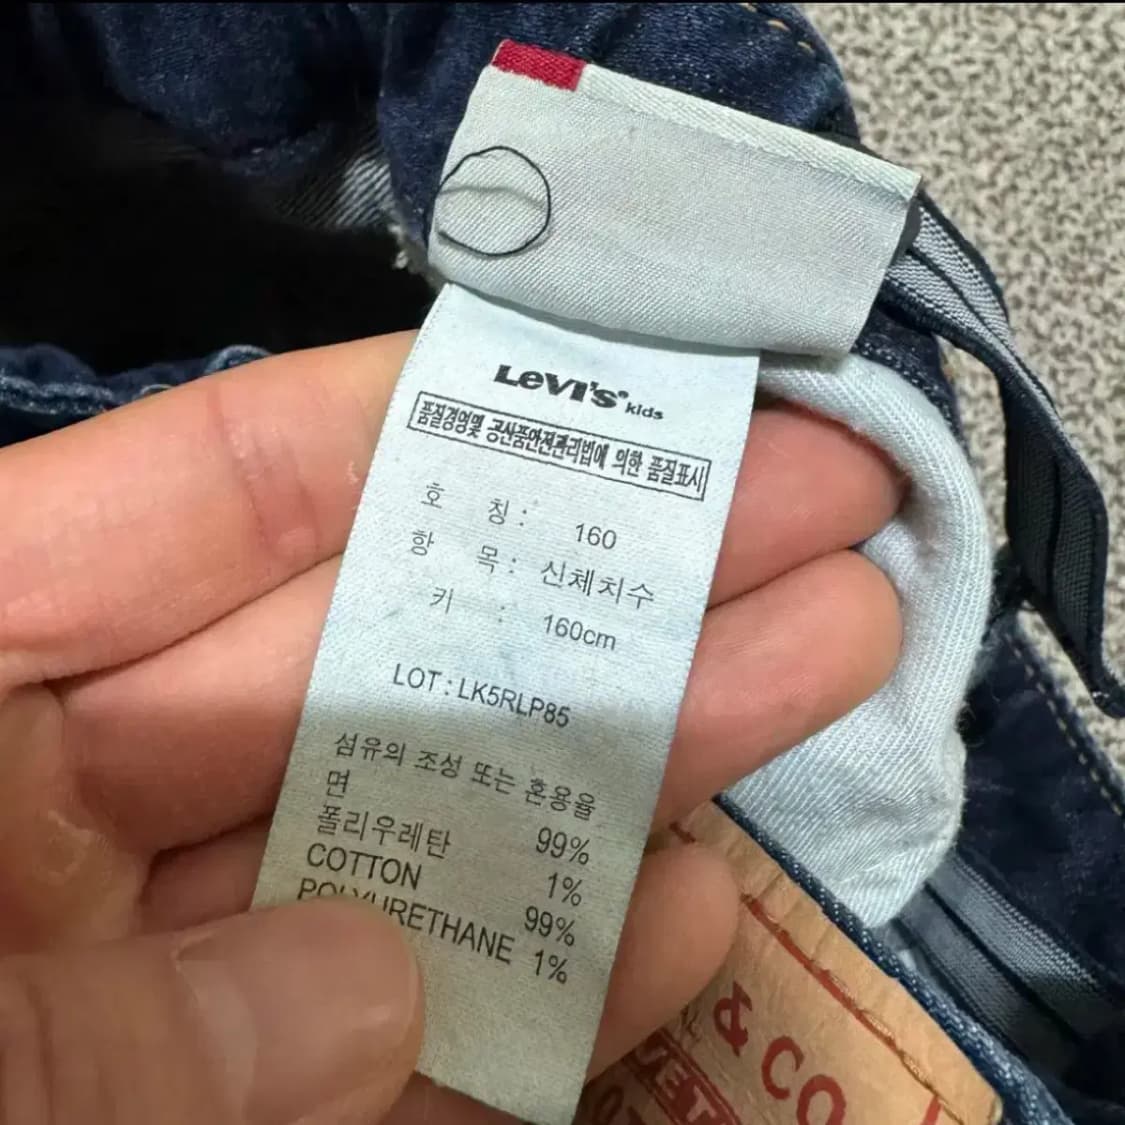 LEVI'S® kids
품질경영및 공산품안전관리법에 의한 품질표시
호 칭 : 160
항 목 : 신체치수
키 : 160cm
LOT : LK5RLP85
섬유의 조성 또는 혼용율
면 99%
폴리우레탄 1%
COTTON 99%
POLYURETHANE 1%
& CO